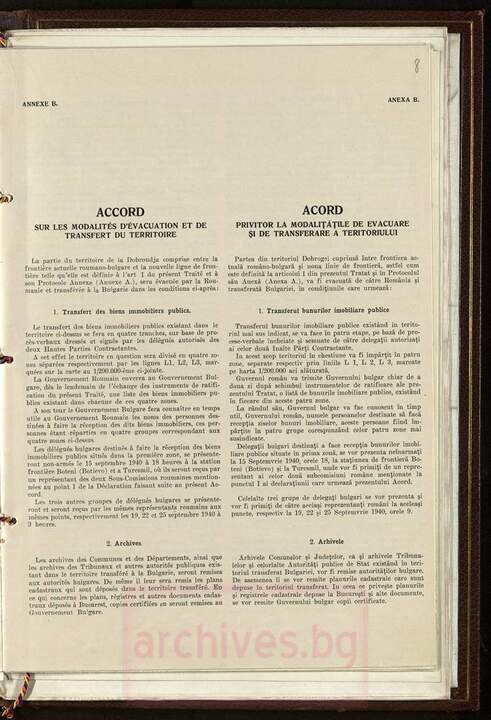 8
ANNEXE B.
ACCORD
SUR LES MODALITÉS D'ÉVACUATION ET DE
TRANSFERT DU TERRITOIRE
La partie du territoire de la Dobroudja comprise entre la
frontière actuelle roumano-bulgare et la nouvelle ligne de fron-
tière telle qu'elle est définie à l'art 1 du présent Traité et à
son Protocole Annexe (Annexe A.), sera évacuée par la Rou-
manie et transférée à la Bulgarie dans les conditions ci-après:
1. Transfert des biens immobiliers publics.
Le transfert des biens immobiliers publics existant dans le
territoire ci-dessus se fera en quatre tranches, sur base de pro-
cès-verbaux dressés et signés par les délégués autorisés des
deux Hautes Parties Contractantes.
A cet effet le territoire en question sera divisé en quatre zo-
nes séparées respectivement par les lignes L1, L2, L3, mar-
quées sur la carte au 1/200.000-ème ci-jointe.
La Gouvernement Roumain enverra au Gouvernement Bul-
gare, dès le lendemain de l'échange des instruments de ratifi-
cation du présent Traité, une liste des biens immobiliers pu-
blics existant dans chacune de ces quatre zones.
A son tour le Gouvernement Bulgare fera connaître en temps
utile au Gouvernement Roumain les noms des personnes des-
tinées à faire la réception des dits biens immobiliers, ces per-
sonnes étant réparties en quatre groupes correspondant aux
quatre zones ci-dessus.
Les délégués bulgares destinés à faire la réception des biens
immobiliers publics situés dans la première zone, se présente-
ront non-armés le 15 septembre 1940 à 18 heures à la station
frontière Boteni (Botiero) et à Turcsmil, où ils seront reçus par
un représentant des deux Sous-Comissions roumaines mention-
nées au point 1 de la Déclaration faisant suite au présent Ac-
cord.
Les trois autres groupes de délégués bulgares se présente-
ront et seront reçus par les mêmes représentants roumains aux
mêmes points, respectivement les 19, 22 et 25 septembre 1940 à
9 heures.
2. Archives.
Les archives des Communes et des Départements, ainsi que
les archives des Tribunaux et autres autorités publiques exis-
tant dans le territoire transféré à la Bulgarie, seront remises
aux autorités bulgares. De même il leur sera remis les plans
cadastraux qui sont déposés dans le territoire transféré. En
ce qui concerne les plans, régistres et autres documents cadas-
traux déposés à Bucarest, copies certifiées en seront remises au
Gouvernement Bulgare.
ANEXA B.
ACORD
PRIVITOR LA MODALITĂȚILE DE EVACUARE
ȘI DE TRANSFERARE A TERITORIULUI
Partea din teritoriul Dobrogei cuprinsă între frontiera ac-
tuală româno-bulgară și noua linie de frontieră, astfel cum
este definită la articolul 1 din prezentul Tratat și în Protocolul
său Anexă (Anexa A.), va fi evacuată de către România și
transferată Bulgariei, în condițiunile care urmează:
1. Transferul bunurilor imobiliare publice
Transferul bunurilor imobiliare publice existând în terito-
riul mai sus indicat, se va face în patru etape, pe bază de pro-
cese-verbale încheiate și semnate de către delegații autorizați
ai celor două Inalte Părți Contractante.
In acest scop teritoriul în chestiune va fi împărțit în patru
zone, separate respectiv prin liniile L 1, L 2, L 3, marcate
pe harta 1/200.000 aci alăturată.
Guvernul român va trimite Guvernului bulgar chiar de a
doua zi după schimbul instrumentelor de ratificare ale pre-
zentului Tratat, o listă de bunurile imobiliare publice, existând
în fiecare din aceste patru zone.
La rândul său, Guvernul bulgar va face cunoscut în timp
util, Guvernului român, numele persoanelor destinate să facă
recepția ziselor bunuri imobiliare, aceste persoane fiind îm-
părțite în patru grupe corespunzând celor patru zone mai
susindicate.
Delegații bulgari destinați a face recepția bunurilor imobi-
liare publice situate în prima zonă, se vor prezenta neînarmați
în 15 Septemvrie 1940, orele 18, la stațiunea de frontieră Bo-
teni (Botiero) și la Turcsmil, unde vor fi primiți de un repre-
zentant al celor două subcomisiuni române menționate la
punctul 1 al declarațiunii care urmează prezentului Acord.
Celelalte trei grupe de delegați bulgari se vor prezenta și
vor fi primiți de către aceiași reprezentanți români la aceleași
puncte, respectiv la 19, 22 și 25 Septemvrie 1940, orele 9.
2. Arhivele
Arhivele Comunelor și Județelor, ca și arhivele Tribuna-
lelor și celorlalte Autorități publice de Stat existând în teri-
toriul transferat Bulgariei, vor fi remise autorităților bulgare.
De asemenea li se vor remite planurile cadastrale care sunt
depuse în teritoriul transferat. In ceea ce privește planurile
și registrele cadastrale depuse la București și alte documente,
se vor remite Guvernului bulgar copii certificate.
archives.bg